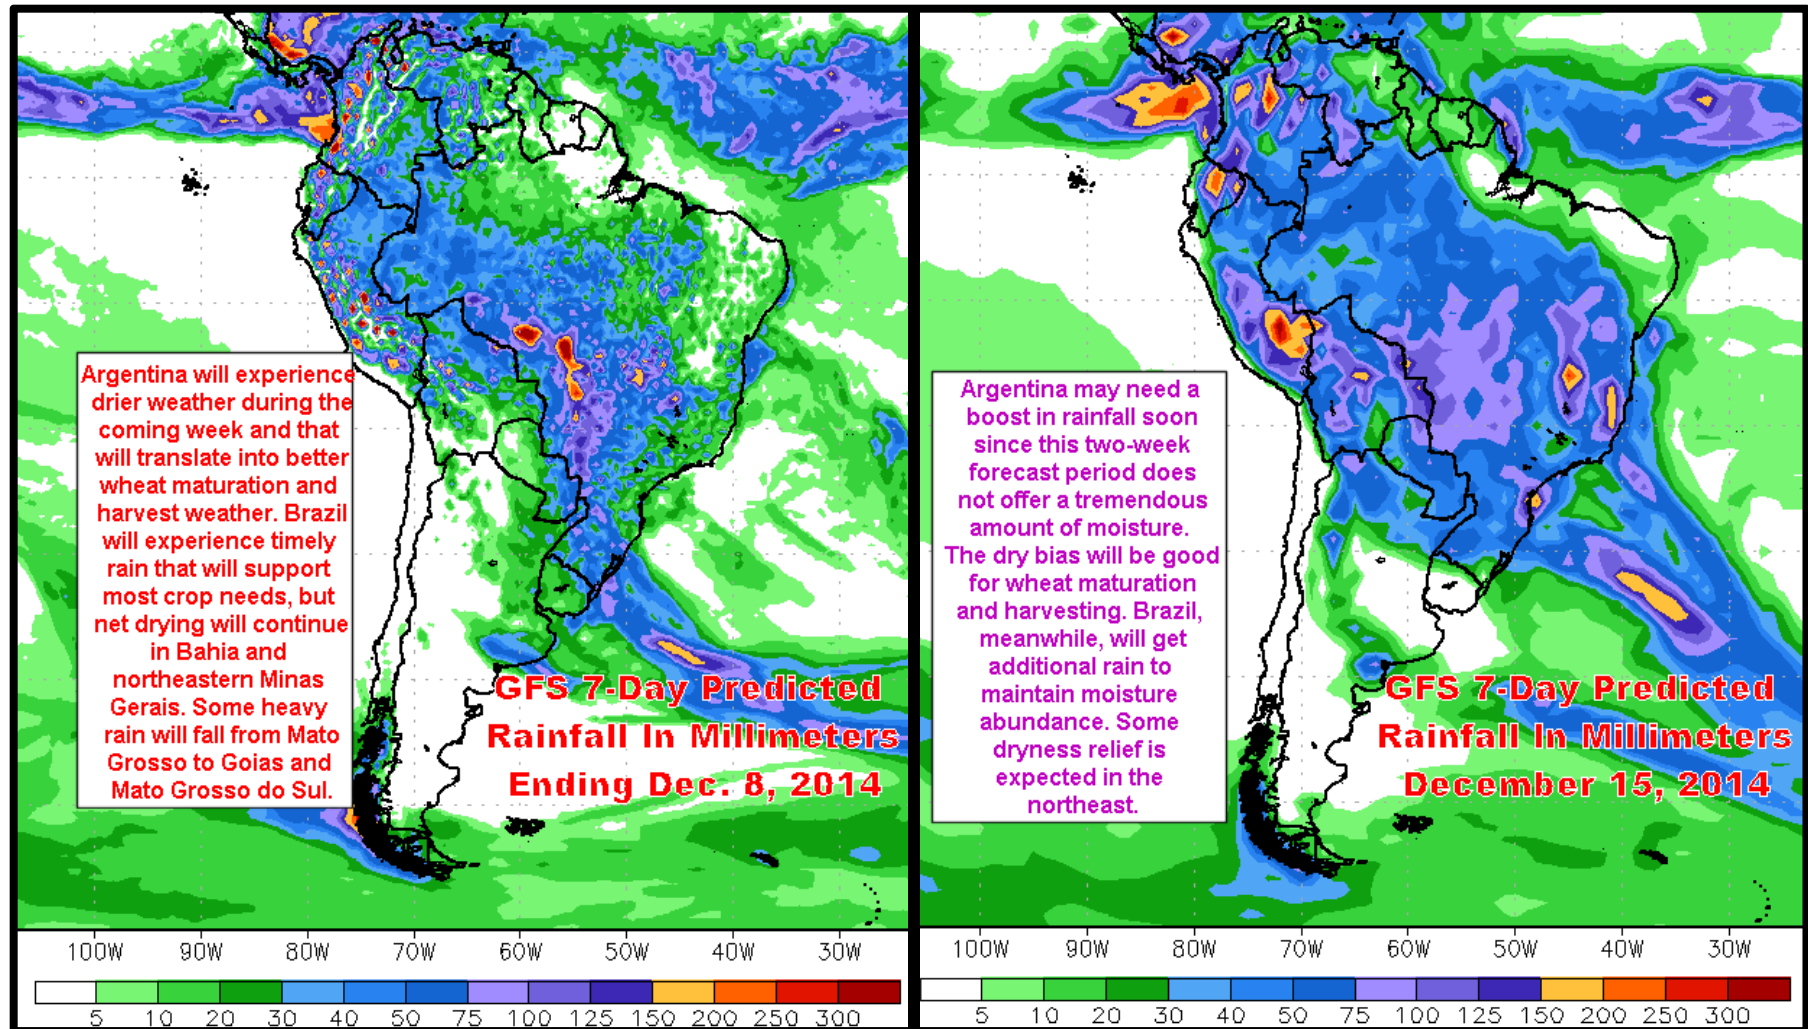 Argentina will experience
drier weather during the
coming week and that
will translate into better
wheat maturation and
harvest weather. Brazil
will experience timely
rain that will support
most crop needs, but
net drying will continue
in Bahia and
northeastern Minas
Gerais. Some heavy
rain will fall from Mato
Grosso to Goias and
Mato Grosso do Sul.
GFS 7-Day Predicted
Rainfall In Millimeters
Ending Dec. 8, 2014
100W 90W 80W 70W 60W 50W 40W 30W
5 10 20 30 40 50 75 100 125 150 200 250 300
Argentina may need a
boost in rainfall soon
since this two-week
forecast period does
not offer a tremendous
amount of moisture.
The dry bias will be good
for wheat maturation
and harvesting. Brazil,
meanwhile, will get
additional rain to
maintain moisture
abundance. Some
dryness relief is
expected in the
northeast.
GFS 7-Day Predicted
Rainfall In Millimeters
December 15, 2014
100W 90W 80W 70W 60W 50W 40W 30W
5 10 20 30 40 50 75 100 125 150 200 250 300